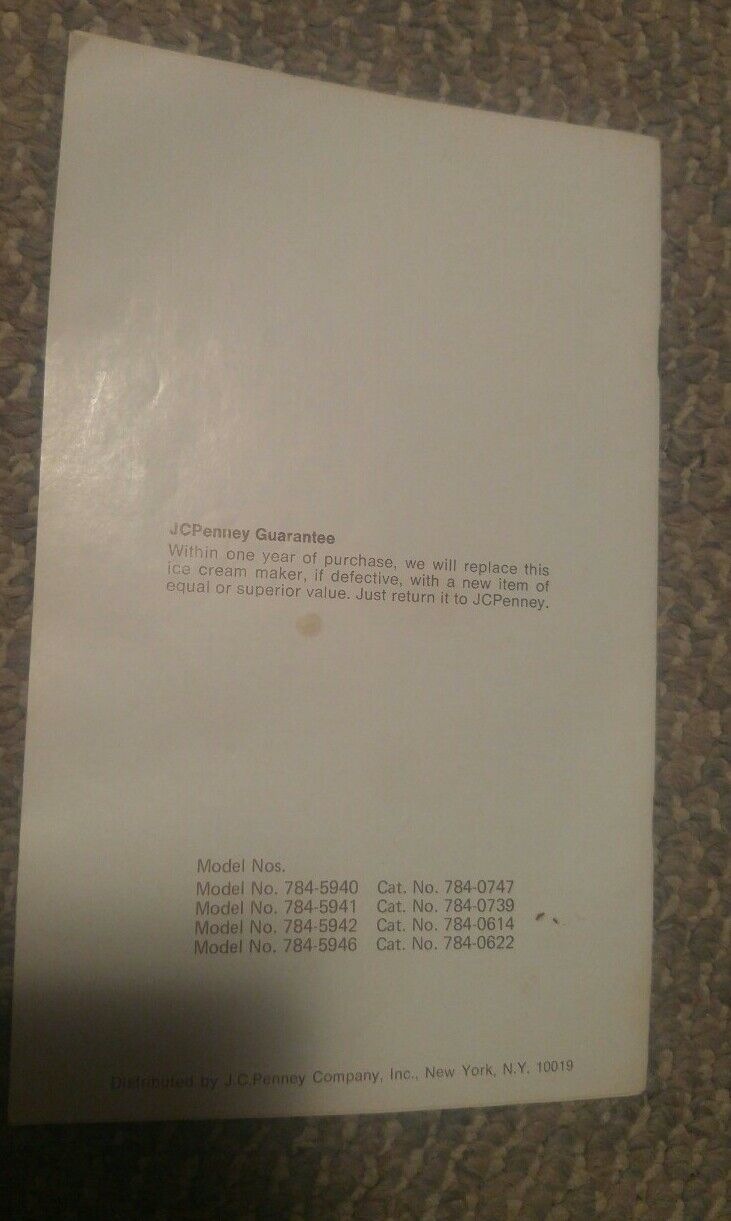 JCPenney Guarantee
Within one year of purchase, we will replace this
ice cream maker, if defective, with a new item of
equal or superior value. Just return it to JCPenney.
Model Nos.
Model No. 784-5940 Cat. No. 784-0747
Model No. 784-5941 Cat. No. 784-0739
Model No. 784-5942 Cat. No. 784-0614
Model No. 784-5946 Cat. No. 784-0622
Distributed by J.C.Penney Company, Inc., New York, N.Y. 10019